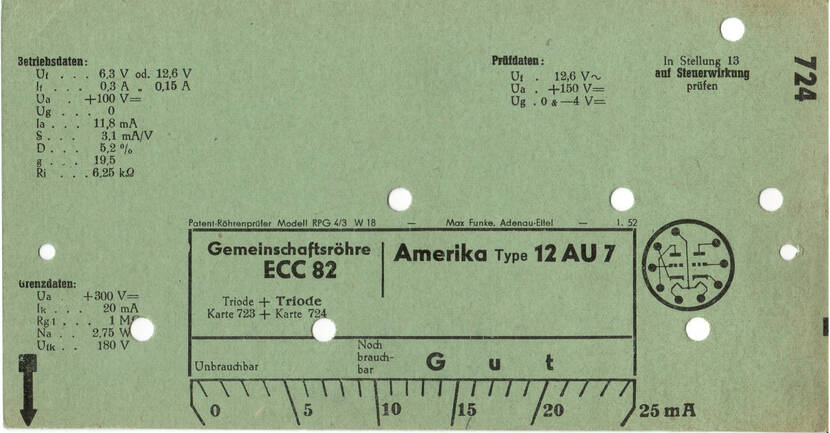 Betriebsdaten:
Uf . . . 6,3 V od. 12,6 V
If . . . 0,3 A „ 0,15 A
Ua . +100 V=
Ug . . . 0
Ia . . . 11,8 mA
S . . . 3,1 mA/V
D . . . 5,2 %
g . . . 19,5
Ri . . . 6,25 kΩ
Prüfdaten:
Uf . 12,6 V~
Ua . +150 V=
Ug . 0 & —4 V=
In Stellung 13
auf Steuerwirkung
prüfen
724
Patent-Röhrenprüfer Modell RPG 4/3 W 18 — Max Funke, Adenau-Eifel — 1. 52
Gemeinschaftsröhre
ECC 82
Amerika Type 12 AU 7
Triode + Triode
Karte 723 + Karte 724
Grenzdaten:
Ua +300 V=
Ik . . . 20 mA
Rg1 . . . 1 MΩ
Na . . 2,75 W
Ufk . . 180 V
Unbrauchbar
Noch
brauch-
bar
Gut
0 5 10 15 20 25 mA